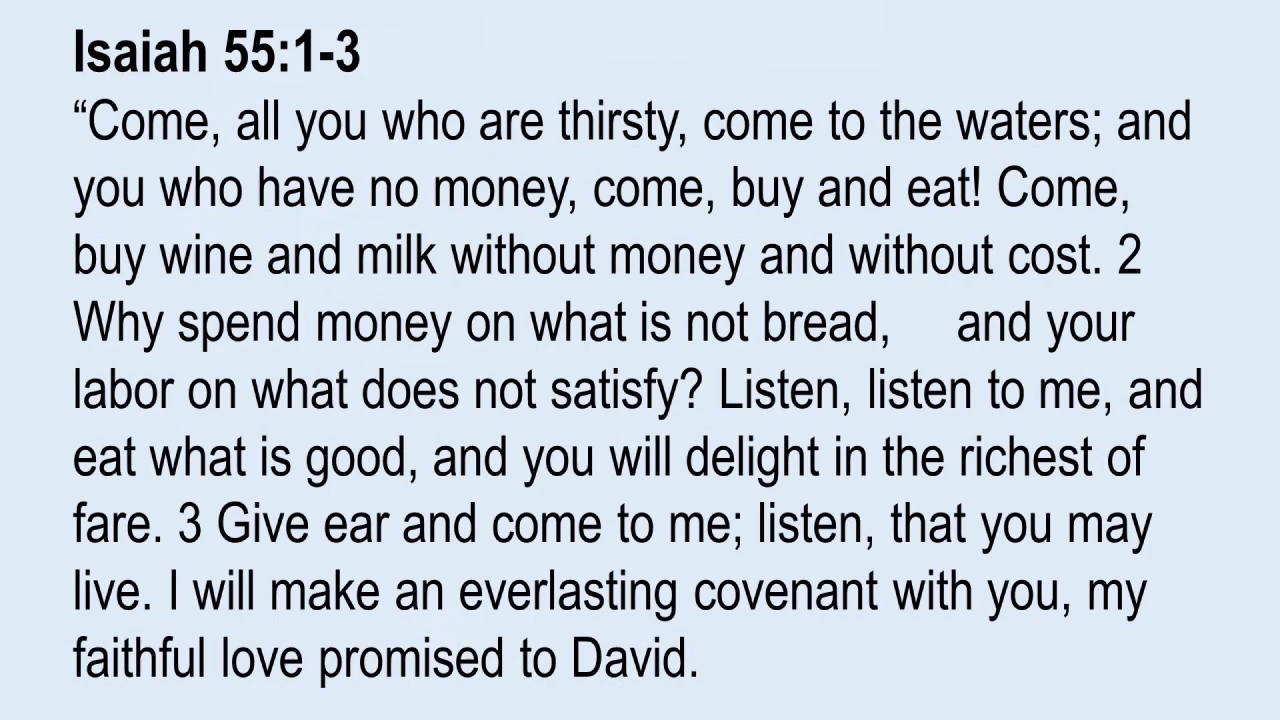 Isaiah 55:1-3
“Come, all you who are thirsty, come to the waters; and
you who have no money, come, buy and eat! Come,
buy wine and milk without money and without cost. 2
Why spend money on what is not bread,     and your
labor on what does not satisfy? Listen, listen to me, and
eat what is good, and you will delight in the richest of
fare. 3 Give ear and come to me; listen, that you may
live. I will make an everlasting covenant with you, my
faithful love promised to David.